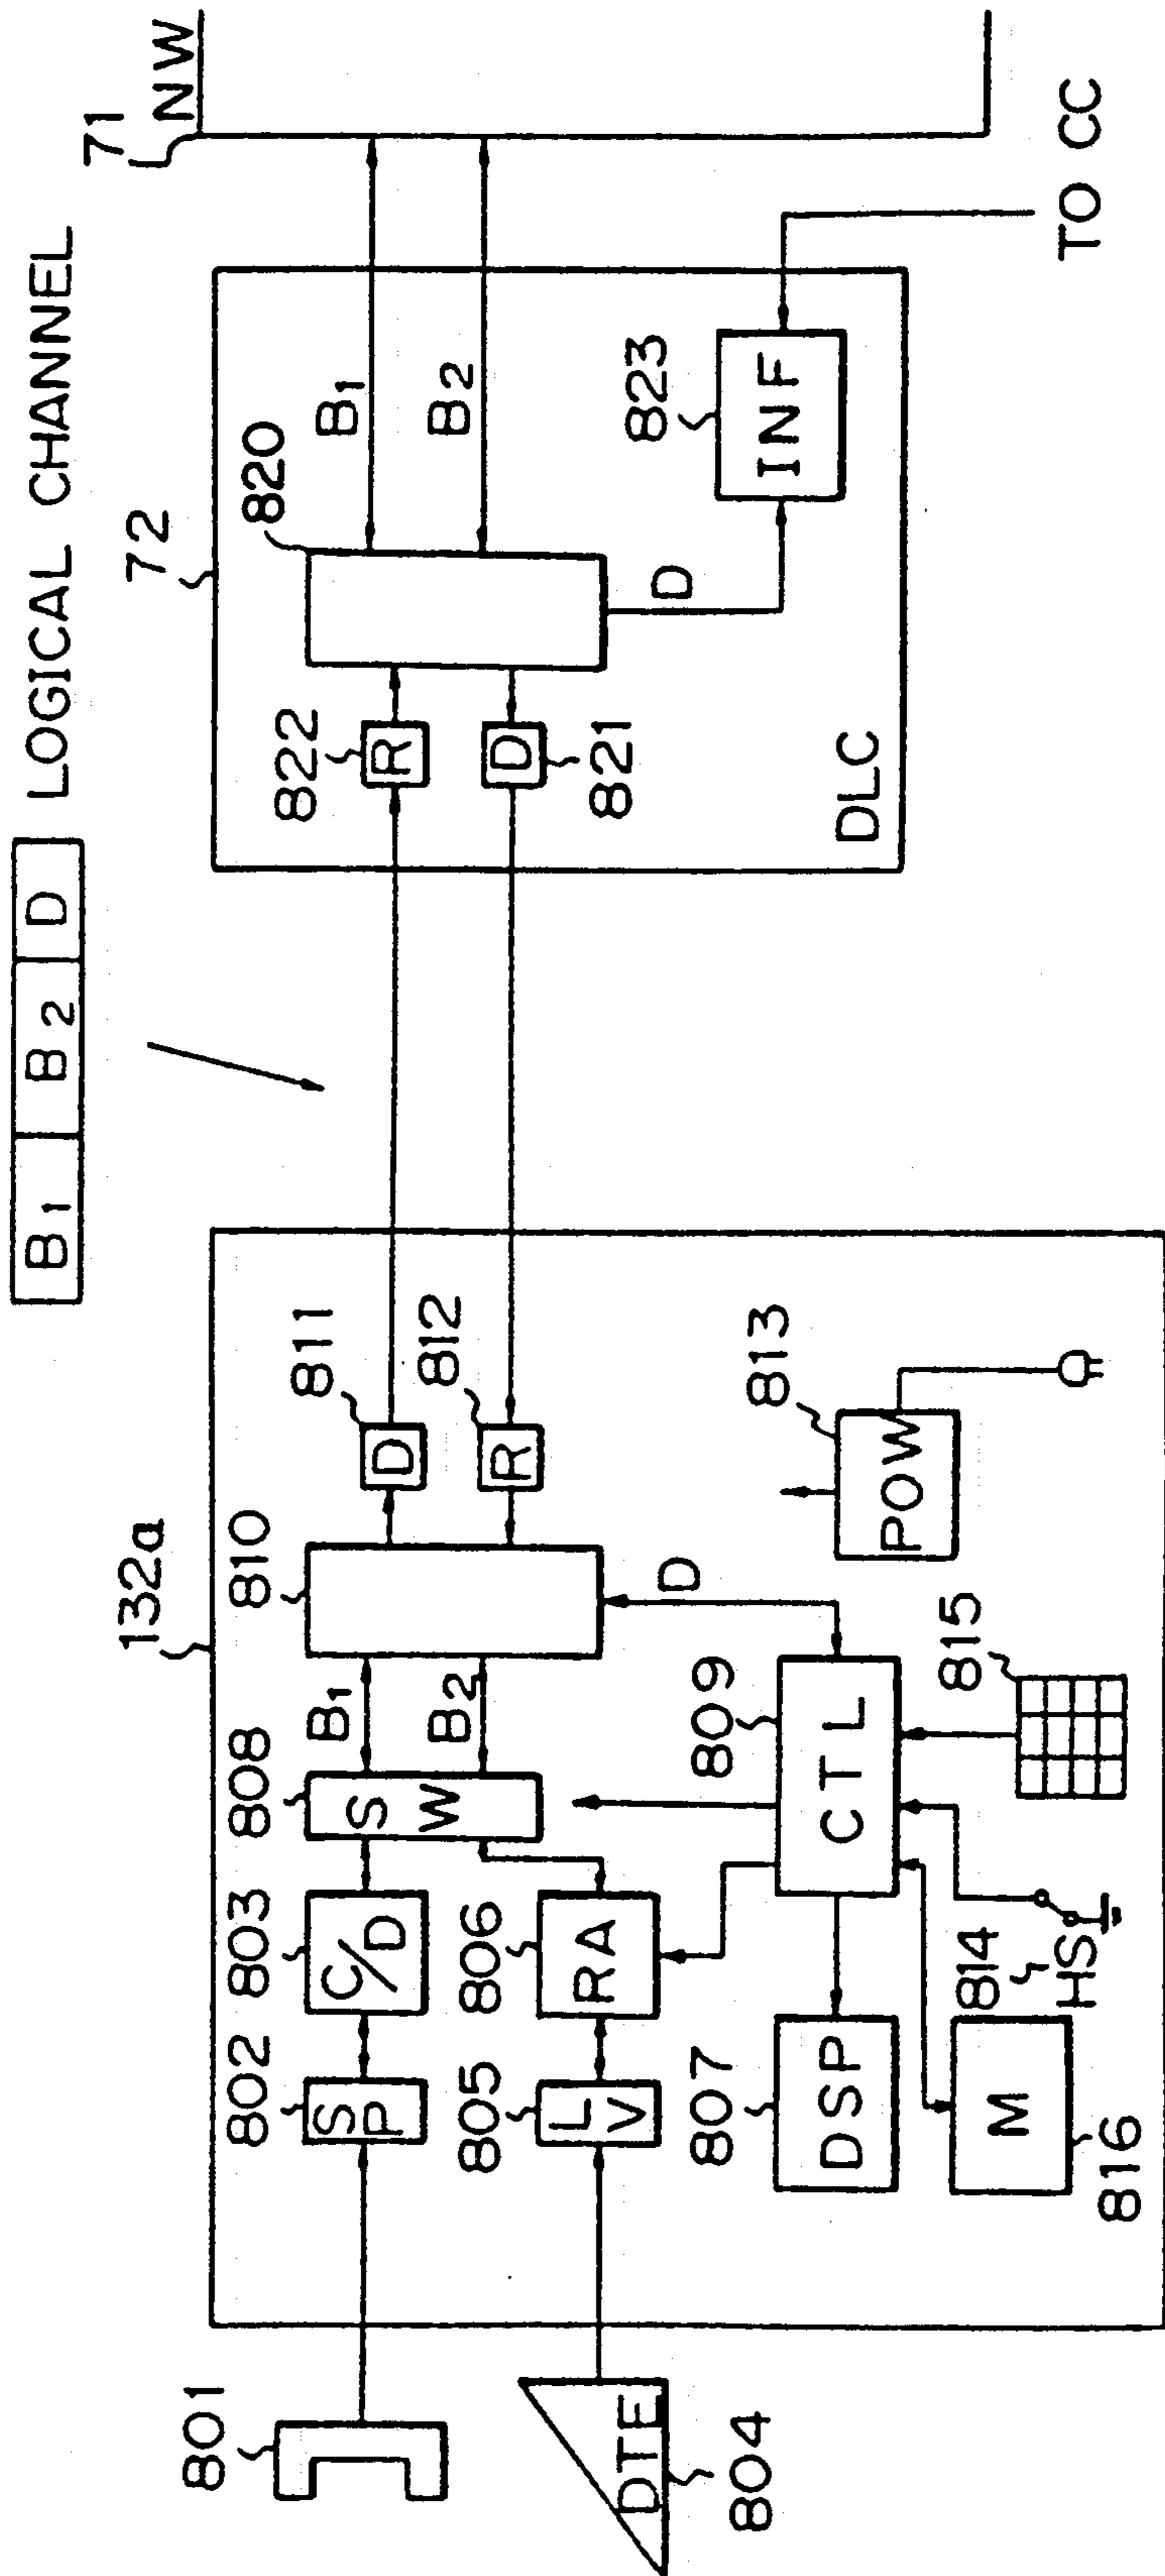 B1 B2 D LOGICAL CHANNEL
71
NW
72
132a
801
802
SP
803
C/D
808
SW
B1
B2
810
811
D
812
R
822
R
821
D
820
B1
B2
D
823
INF
DLC
TO CC
DTE
804
805
LV
806
RA
807
DSP
809
CTL
D
813
POW
814
HS
815
M
816